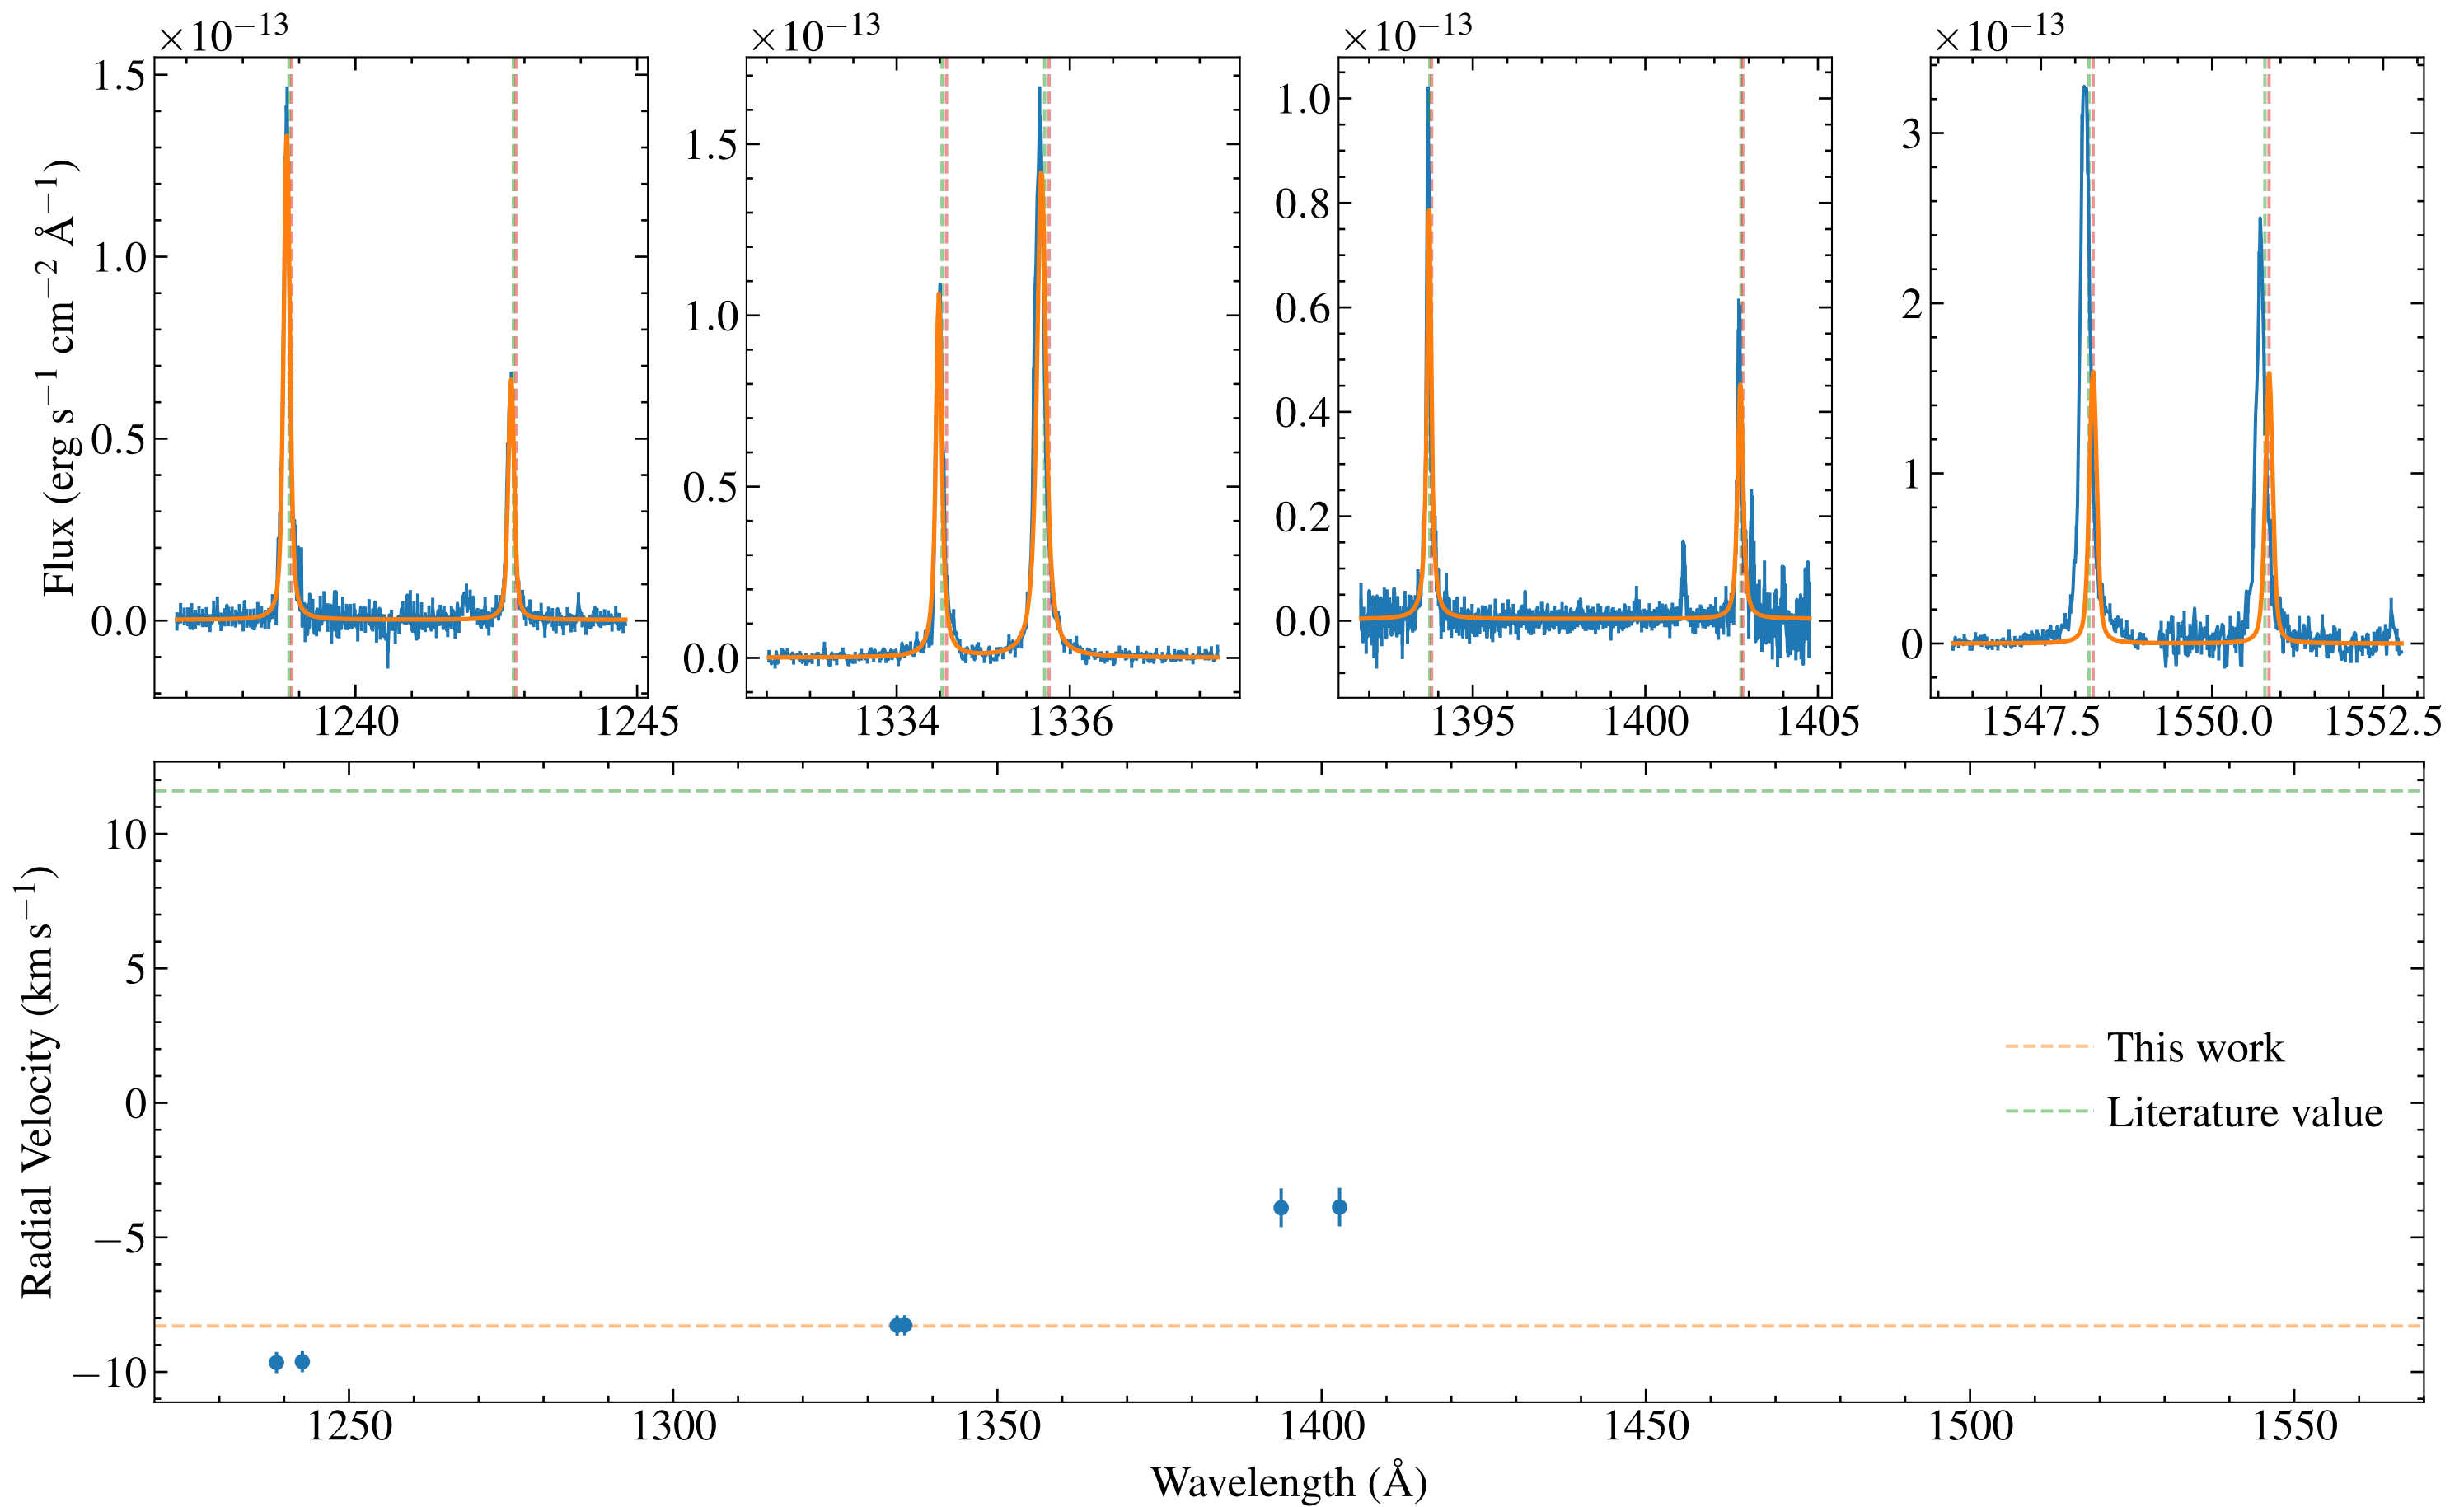 ×10⁻¹³ ×10⁻¹³ ×10⁻¹³ ×10⁻¹³
Flux (erg s⁻¹ cm⁻² Å⁻¹)
1.5
1.0
0.5
0.0
1240 1245
1.5
1.0
0.5
0.0
1334 1336
1.0
0.8
0.6
0.4
0.2
0.0
1395 1400 1405
3
2
1
0
1547.5 1550.0 1552.5
Radial Velocity (km s⁻¹)
10
5
0
−5
−10
This work
Literature value
1250 1300 1350 1400 1450 1500 1550
Wavelength (Å)